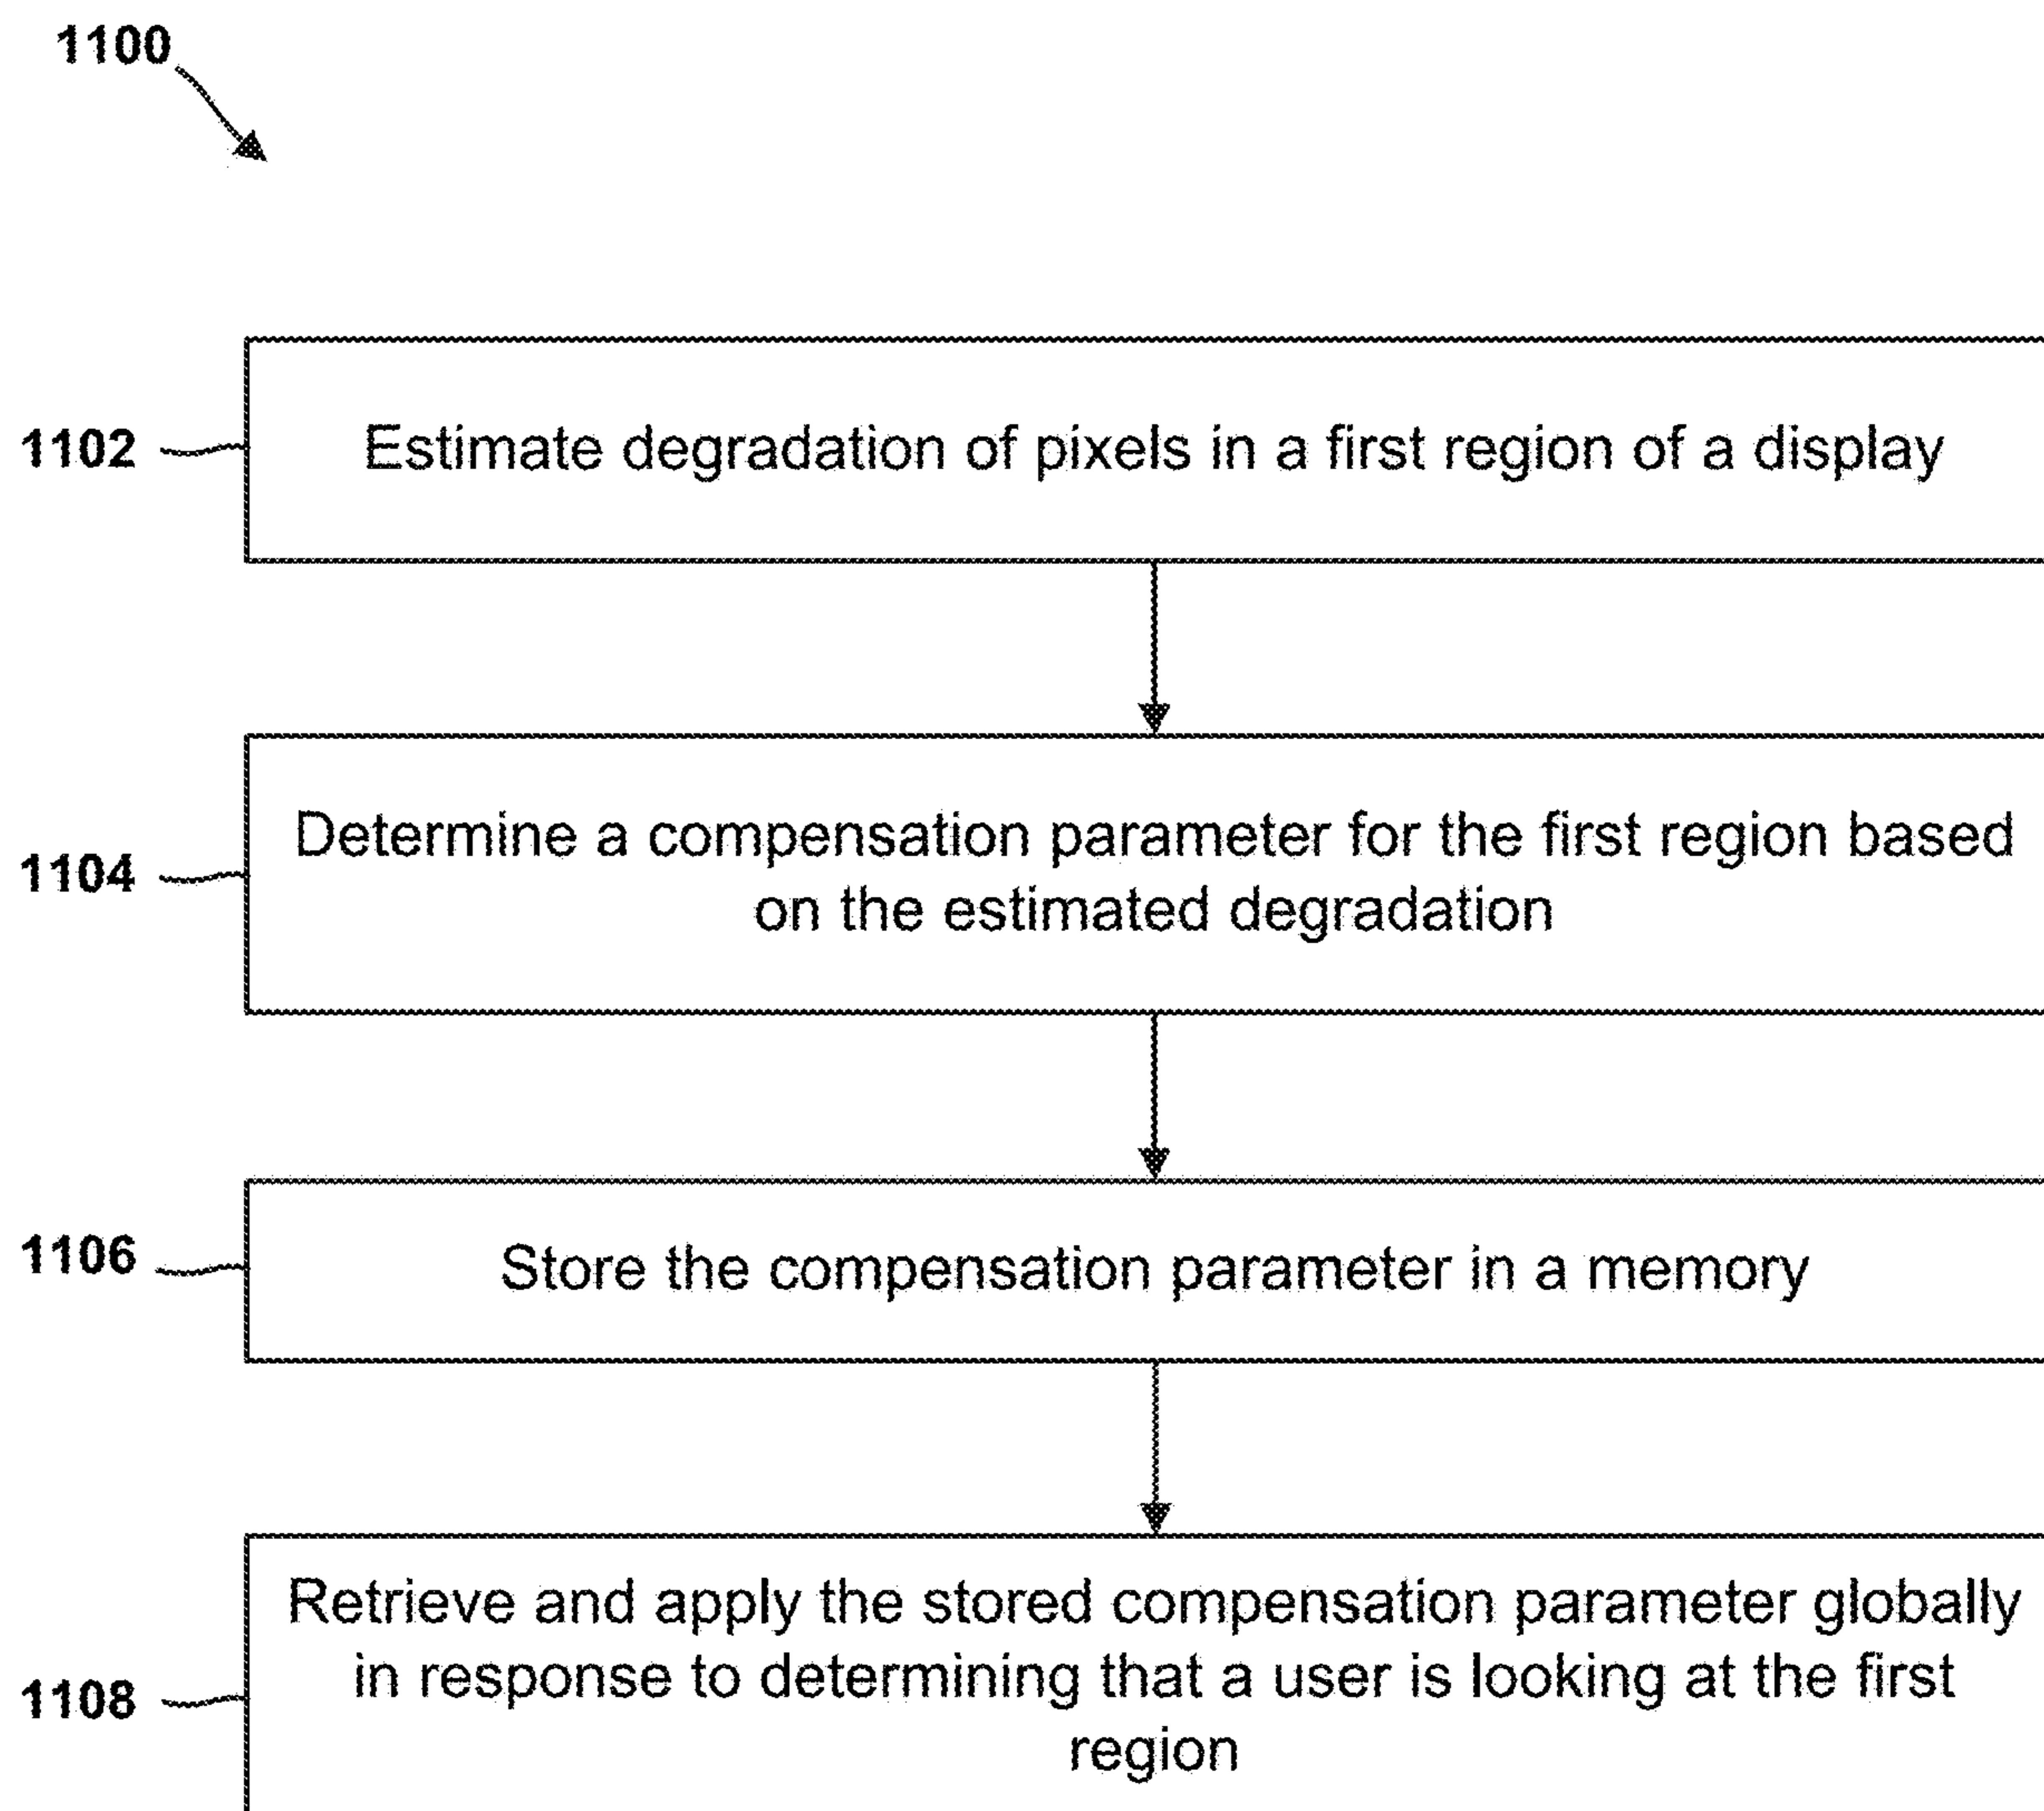 1100
1102
Estimate degradation of pixels in a first region of a display
1104
Determine a compensation parameter for the first region based
on the estimated degradation
1106
Store the compensation parameter in a memory
1108
Retrieve and apply the stored compensation parameter globally
in response to determining that a user is looking at the first
region